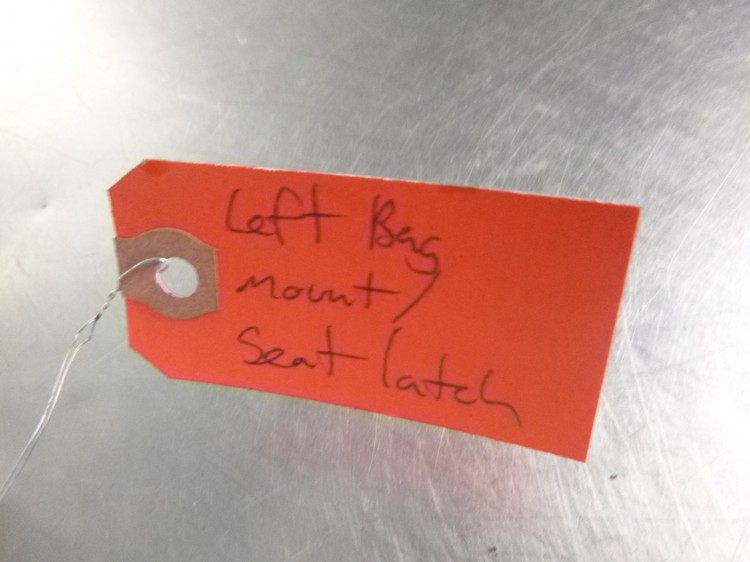 Left Bag
Mount/
Seat latch